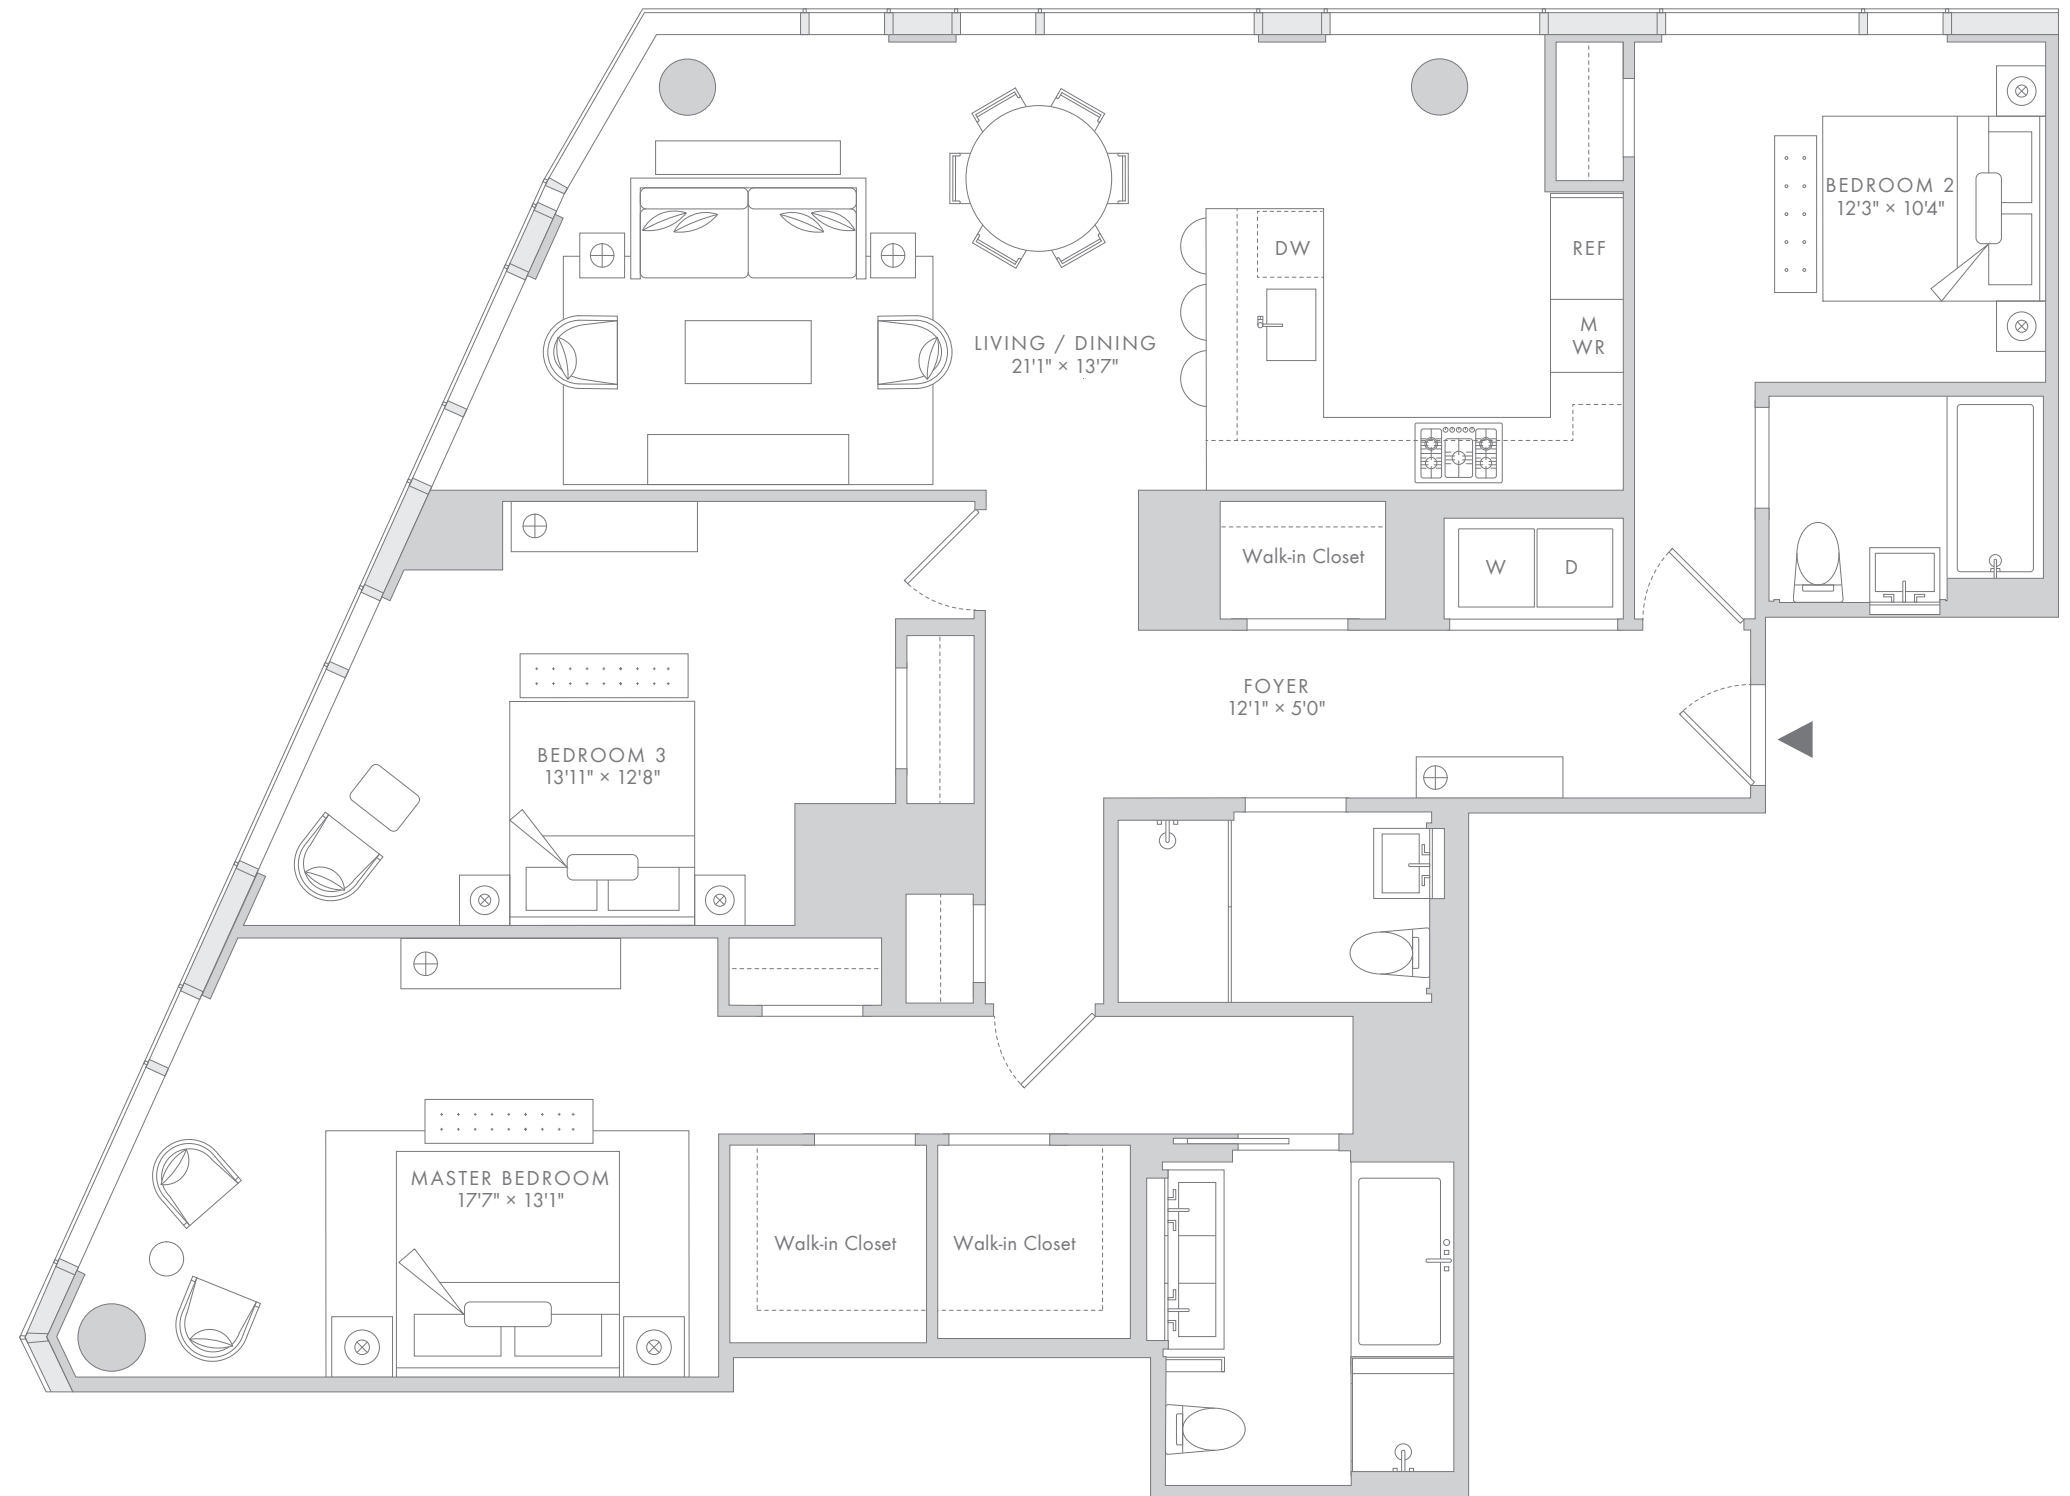 BEDROOM 2
12'3" × 10'4"
DW
REF
M
WR
LIVING / DINING
21'1" × 13'7"
Walk-in Closet
W
D
FOYER
12'1" × 5'0"
BEDROOM 3
13'11" × 12'8"
MASTER BEDROOM
17'7" × 13'1"
Walk-in Closet
Walk-in Closet